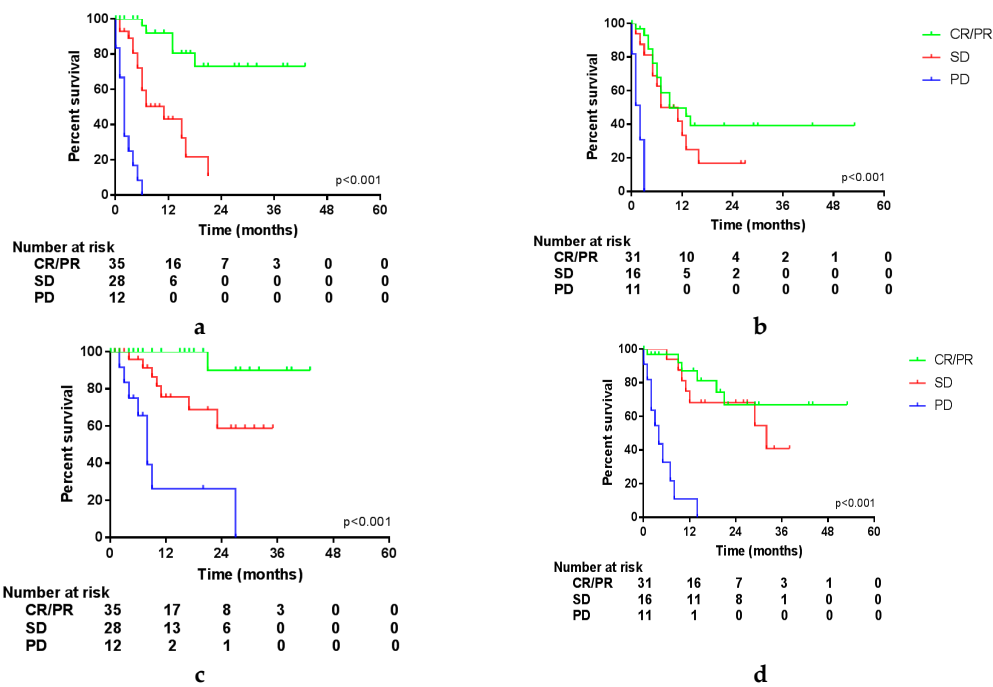 100
80
60
40
20
0
Percent survival
p<0.001
0 12 24 36 48 60
Time (months)
Number at risk
CR/PR 35 16 7 3 0 0
SD 28 6 0 0 0 0
PD 12 0 0 0 0 0
a
100
80
60
40
20
0
Percent survival
CR/PR
SD
PD
p<0.001
0 12 24 36 48 60
Time (months)
Number at risk
CR/PR 31 10 4 2 1 0
SD 16 5 2 0 0 0
PD 11 0 0 0 0 0
b
100
80
60
40
20
0
Percent survival
p<0.001
0 12 24 36 48 60
Time (months)
Number at risk
CR/PR 35 17 8 3 0 0
SD 28 13 6 0 0 0
PD 12 2 1 0 0 0
c
100
80
60
40
20
0
Percent survival
CR/PR
SD
PD
p<0.001
0 12 24 36 48 60
Time (months)
Number at risk
CR/PR 31 16 7 3 1 0
SD 16 11 8 1 0 0
PD 11 1 0 0 0 0
d